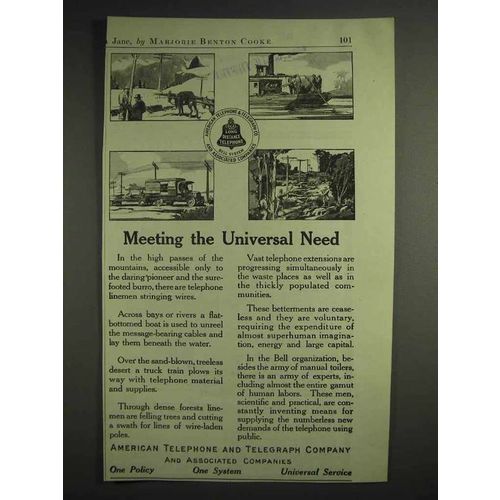 Jane, by MARJORIE BENTON COOKE 101
AMERICAN TELEPHONE & TELEGRAPH CO.
AND ASSOCIATED COMPANIES
LONG
DISTANCE
TELEPHONE
BELL SYSTEM
Meeting the Universal Need
In the high passes of the
mountains, accessible only to
the daring pioneer and the sure-
footed burro, there are telephone
linemen stringing wires.
Across bays or rivers a flat-
bottomed boat is used to unreel
the message-bearing cables and
lay them beneath the water.
Over the sand-blown, treeless
desert a truck train plows its
way with telephone material
and supplies.
Through dense forests line-
men are felling trees and cutting
a swath for lines of wire-laden
poles.
Vast telephone extensions are
progressing simultaneously in
the waste places as well as in
the thickly populated com-
munities.
These betterments are cease-
less and they are voluntary,
requiring the expenditure of
almost superhuman imagina-
tion, energy and large capital.
In the Bell organization, be-
sides the army of manual toilers,
there is an army of experts, in-
cluding almost the entire gamut
of human labors. These men,
scientific and practical, are con-
stantly inventing means for
supplying the numberless new
demands of the telephone using
public.
AMERICAN TELEPHONE AND TELEGRAPH COMPANY
AND ASSOCIATED COMPANIES
One Policy One System Universal Service